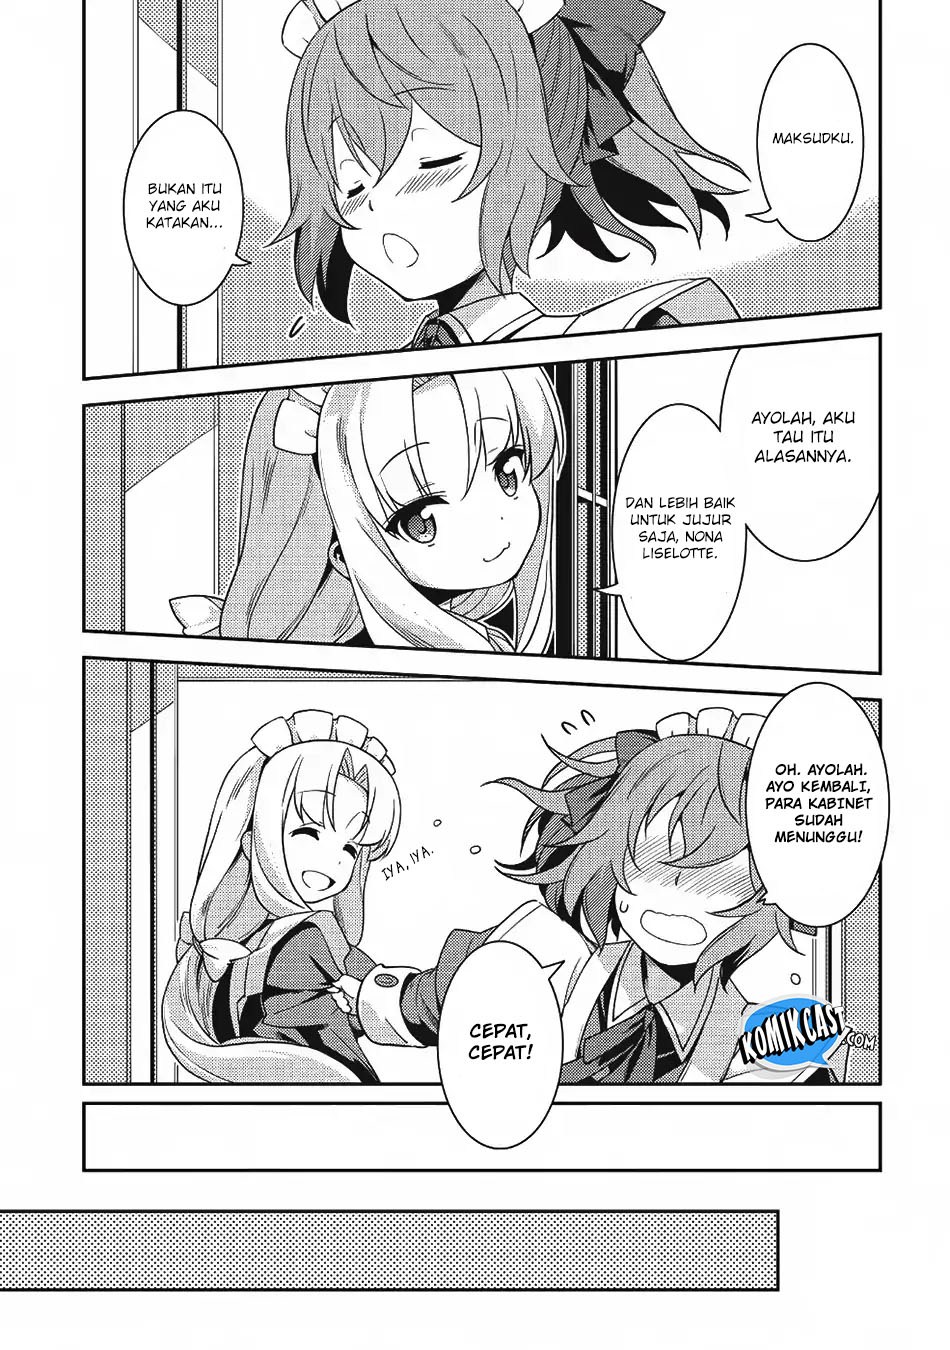 MAKSUDKU.
BUKAN ITU
YANG AKU
KATAKAN...
AYOLAH, AKU
TAU ITU
ALASANNYA.
DAN LEBIH BAIK
UNTUK JUJUR
SAJA, NONA
LISELOTTE.
OH. AYOLAH.
AYO KEMBALI,
PARA KABINET
SUDAH
MENUNGGU!
IYA, IYA.
CEPAT,
CEPAT!
KOMIKCAST.COM